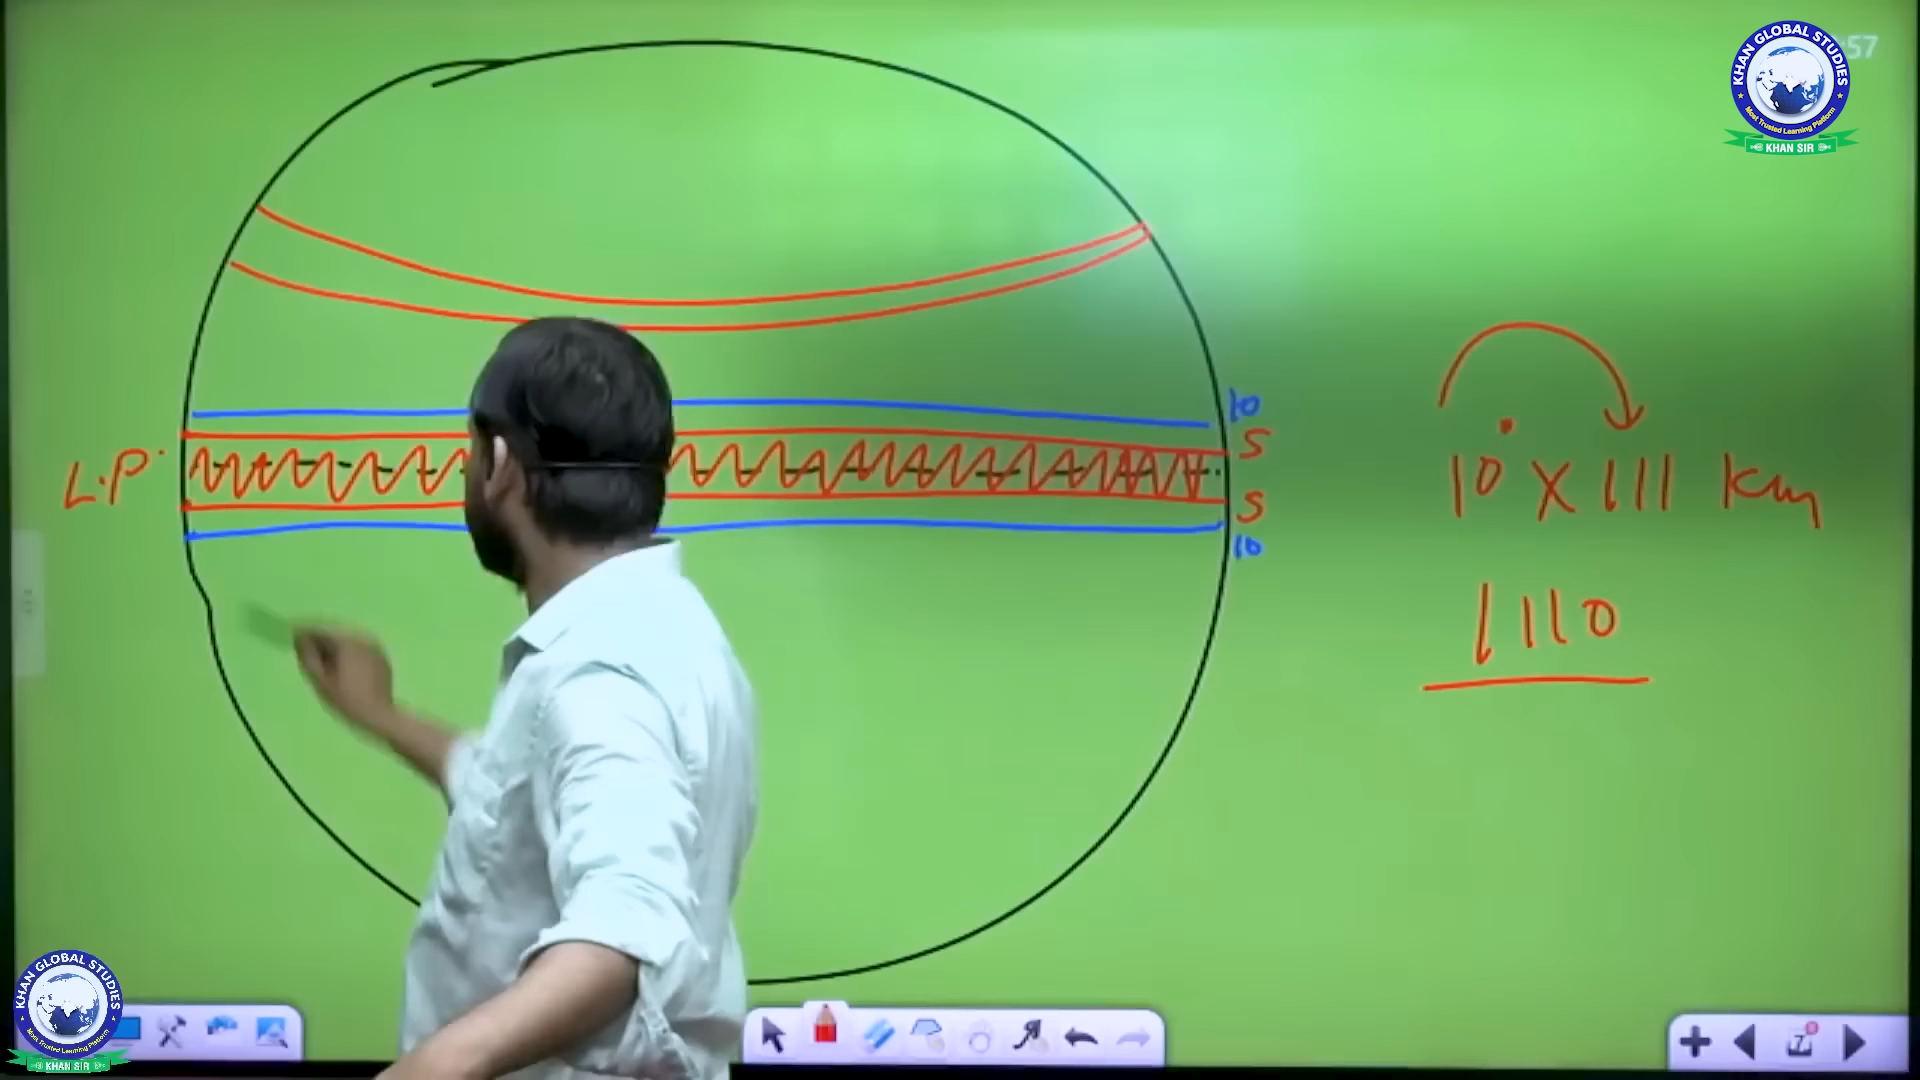 KHAN GLOBAL STUDIES
Most Trusted Learning Platform
KHAN SIR
:57
10
L.P.
5
5
10
10° X 111 Km
1110
KHAN GLOBAL STUDIES
Most Trusted Learning Platform
KHAN SIR